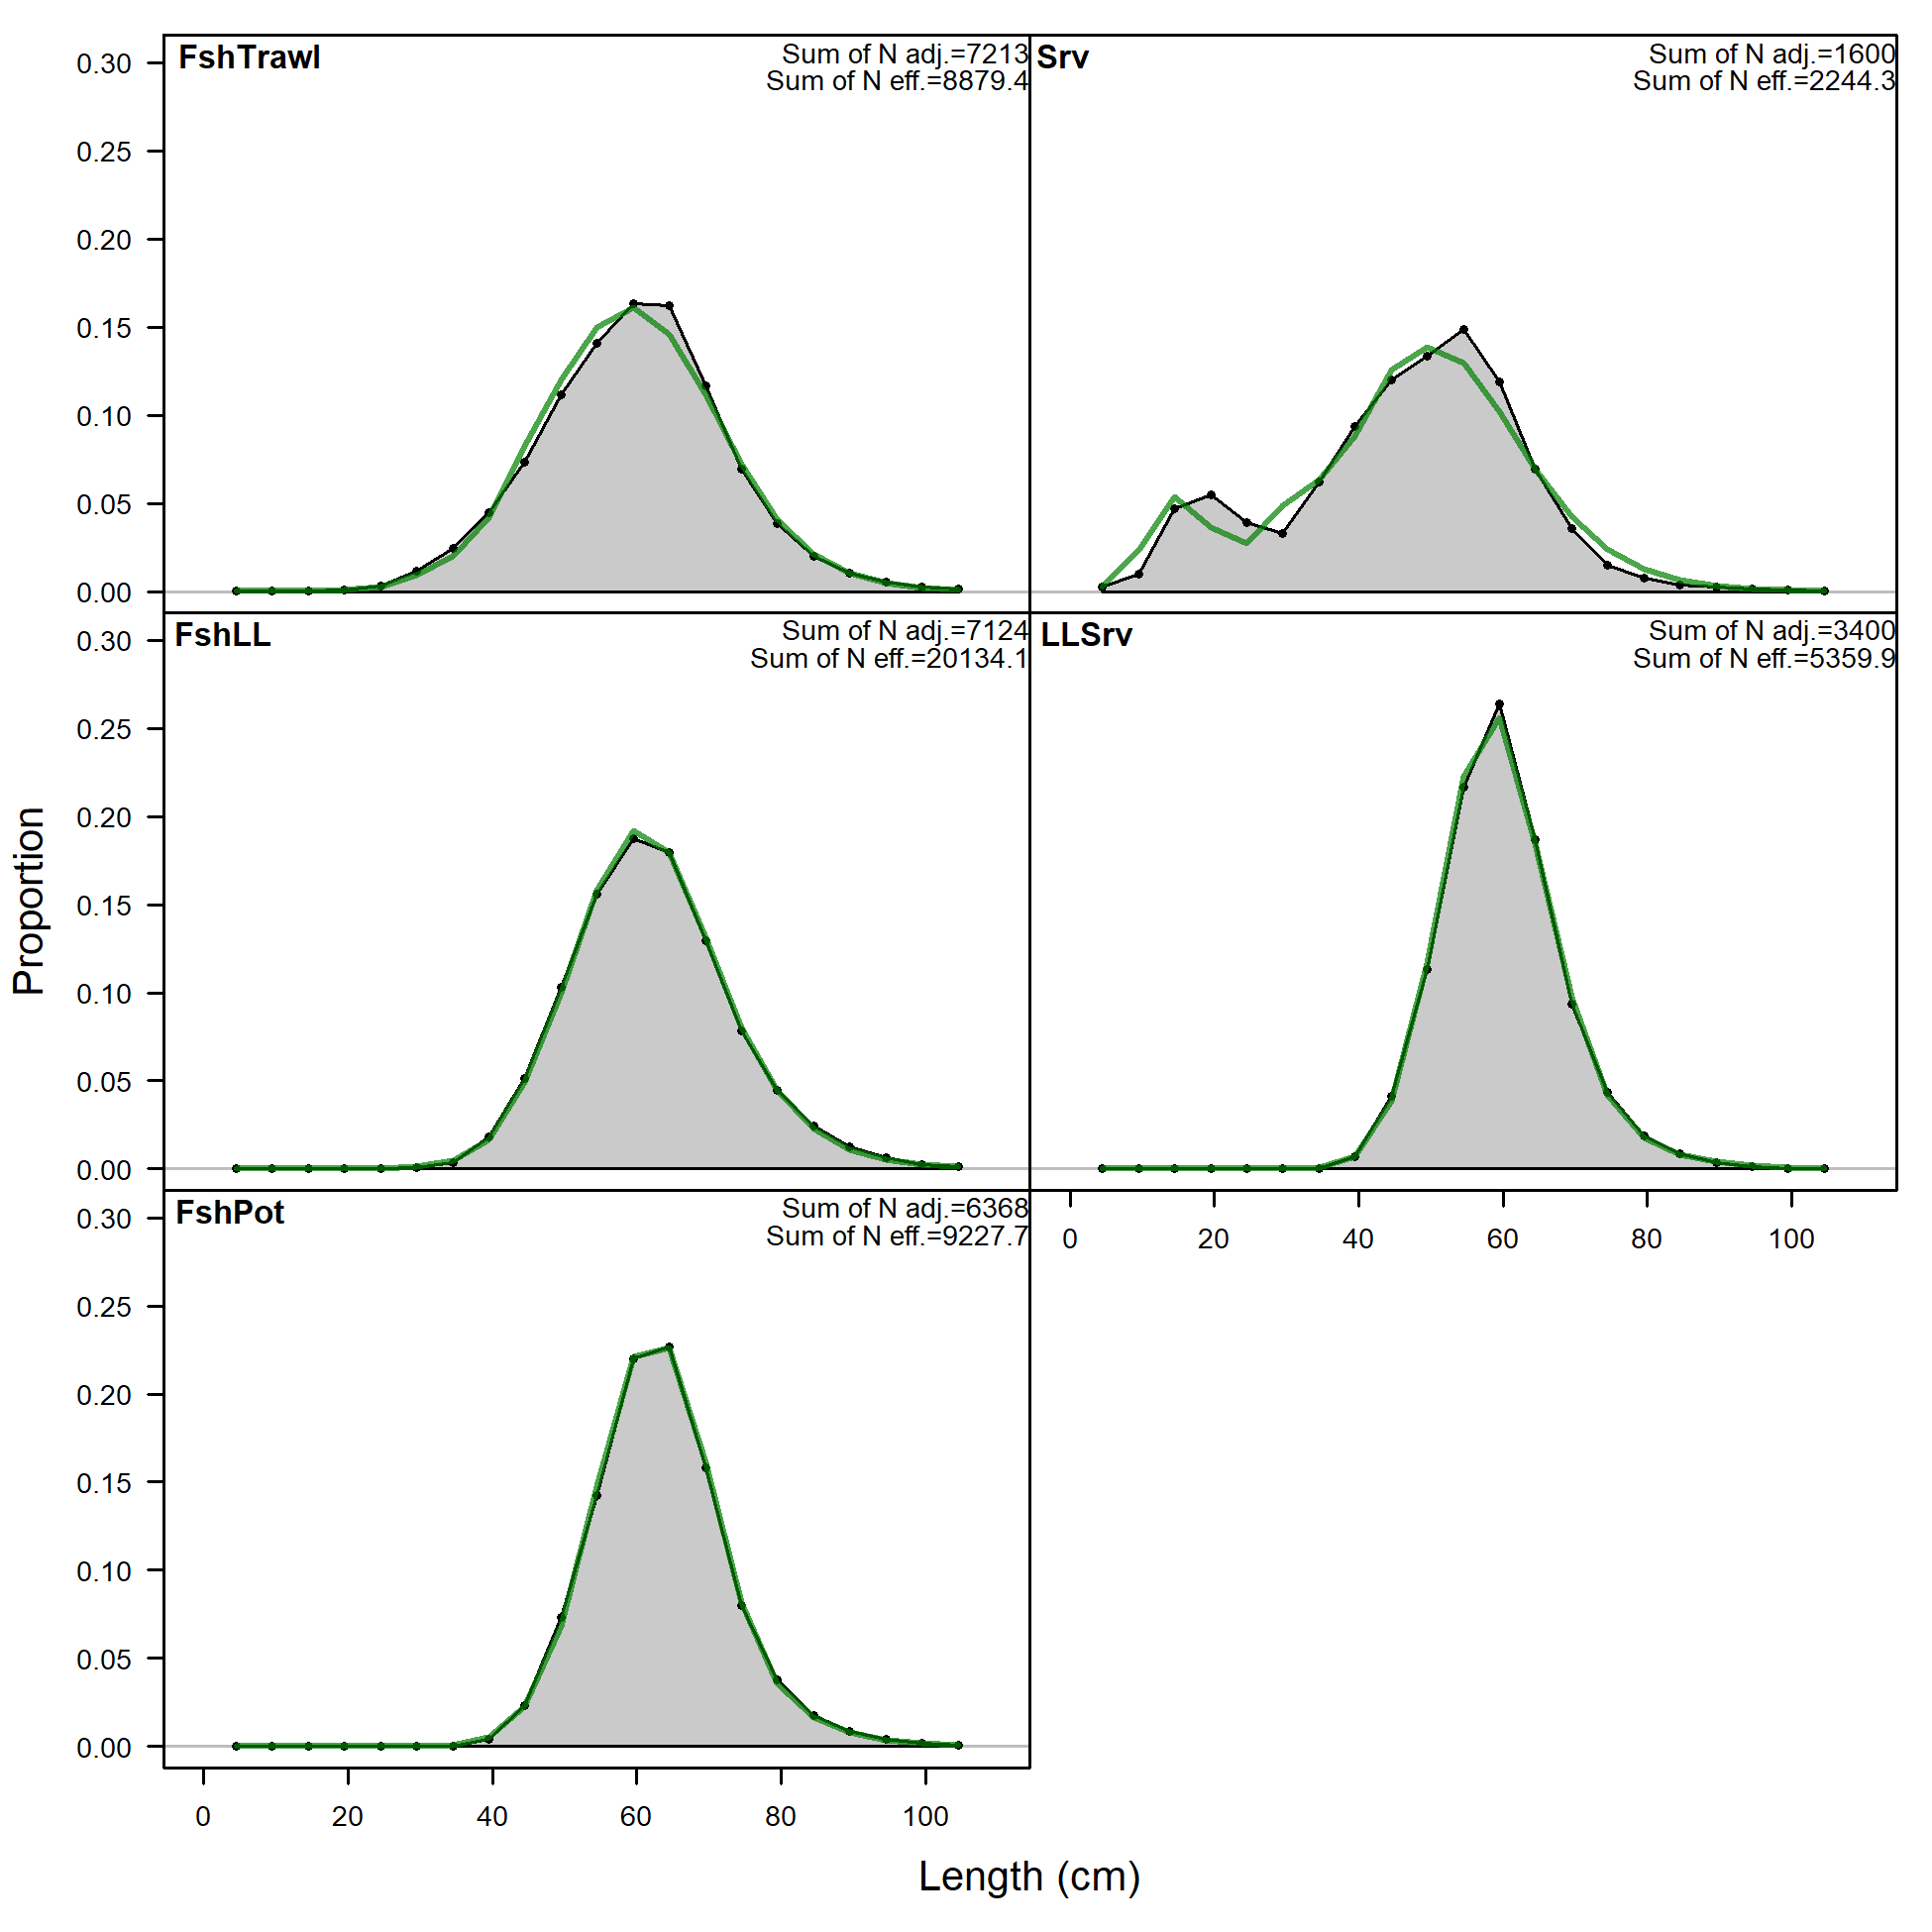 FshTrawl
Sum of N adj.=7213
Sum of N eff.=8879.4
0.30
0.25
0.20
0.15
0.10
0.05
0.00
Srv
Sum of N adj.=1600
Sum of N eff.=2244.3
FshLL
Sum of N adj.=7124
Sum of N eff.=20134.1
0.30
0.25
0.20
0.15
0.10
0.05
0.00
LLSrv
Sum of N adj.=3400
Sum of N eff.=5359.9
0 20 40 60 80 100
FshPot
Sum of N adj.=6368
Sum of N eff.=9227.7
0.30
0.25
0.20
0.15
0.10
0.05
0.00
0 20 40 60 80 100
Proportion
Length (cm)